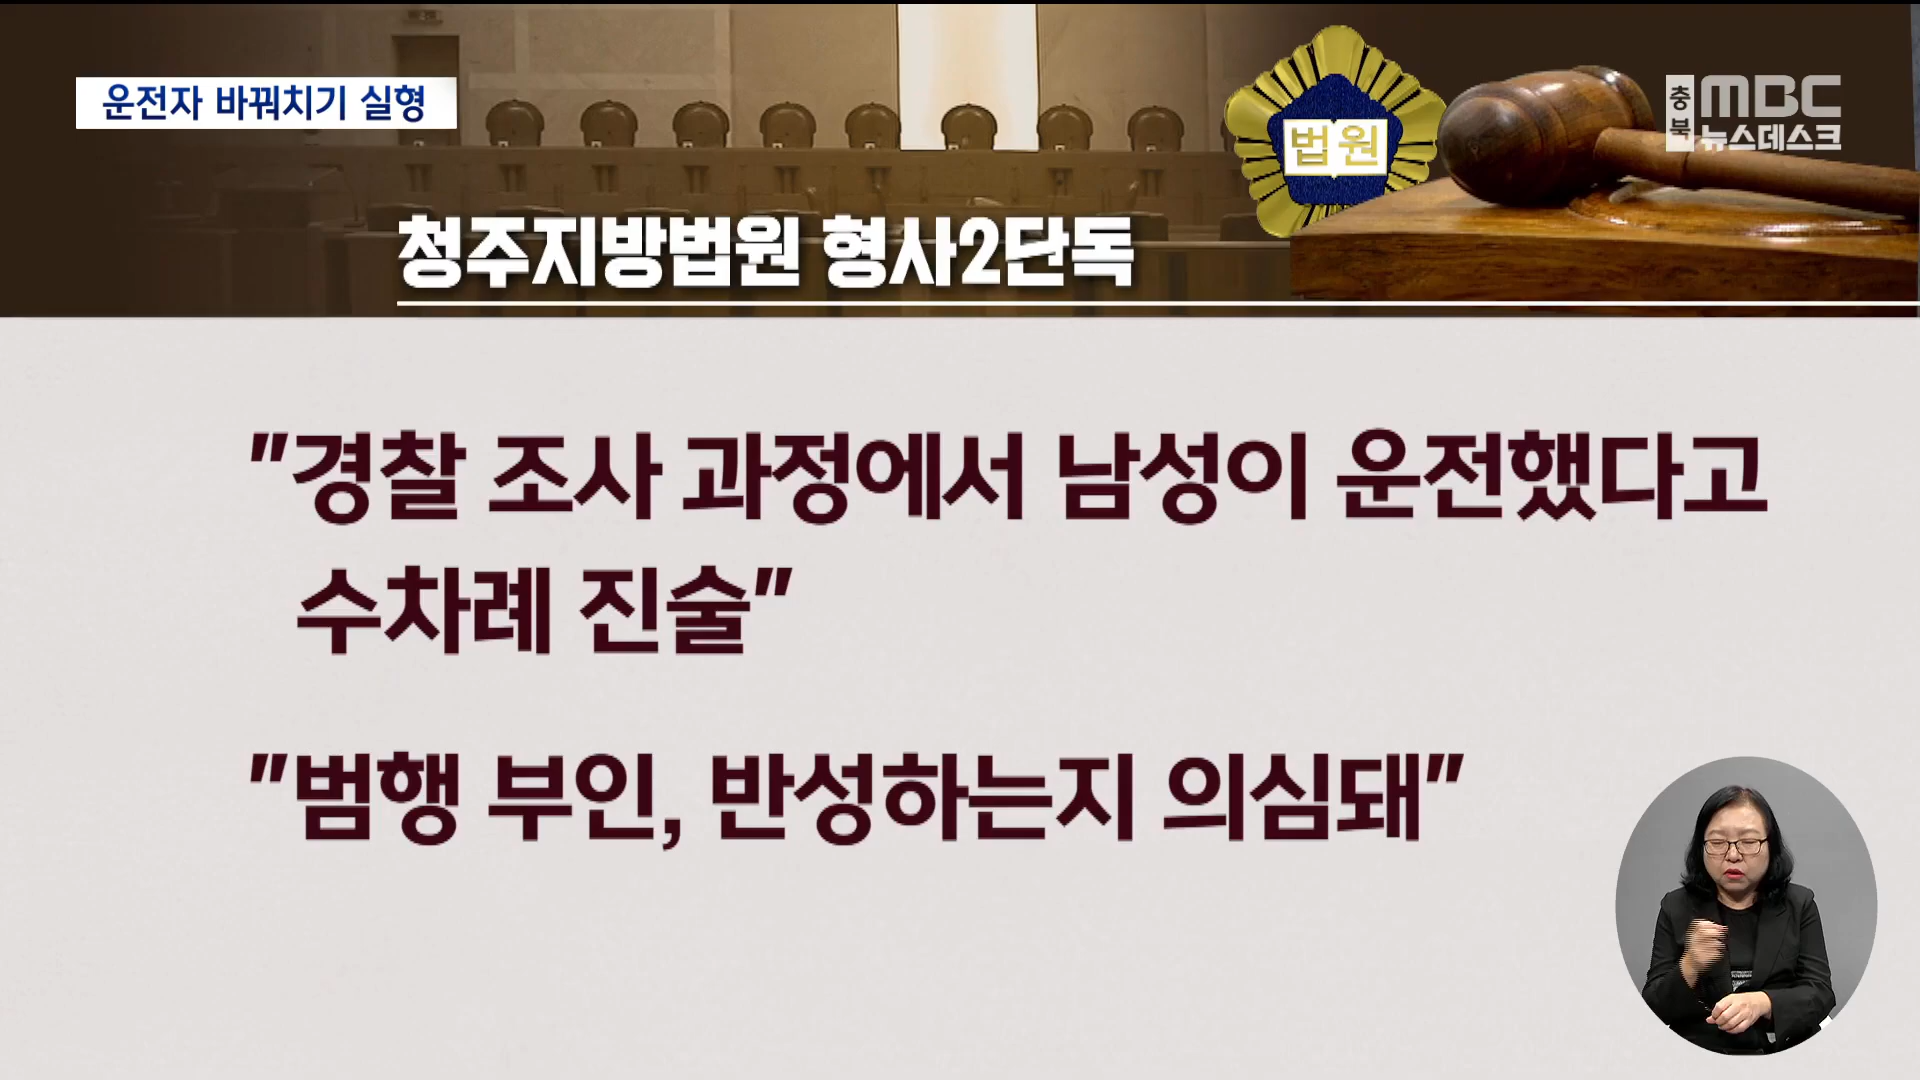 운전자 바꿔치기 실형
충북 MBC 뉴스데스크
법원
청주지방법원 형사2단독
"경찰 조사 과정에서 남성이 운전했다고
수차례 진술"
"범행 부인, 반성하는지 의심돼"